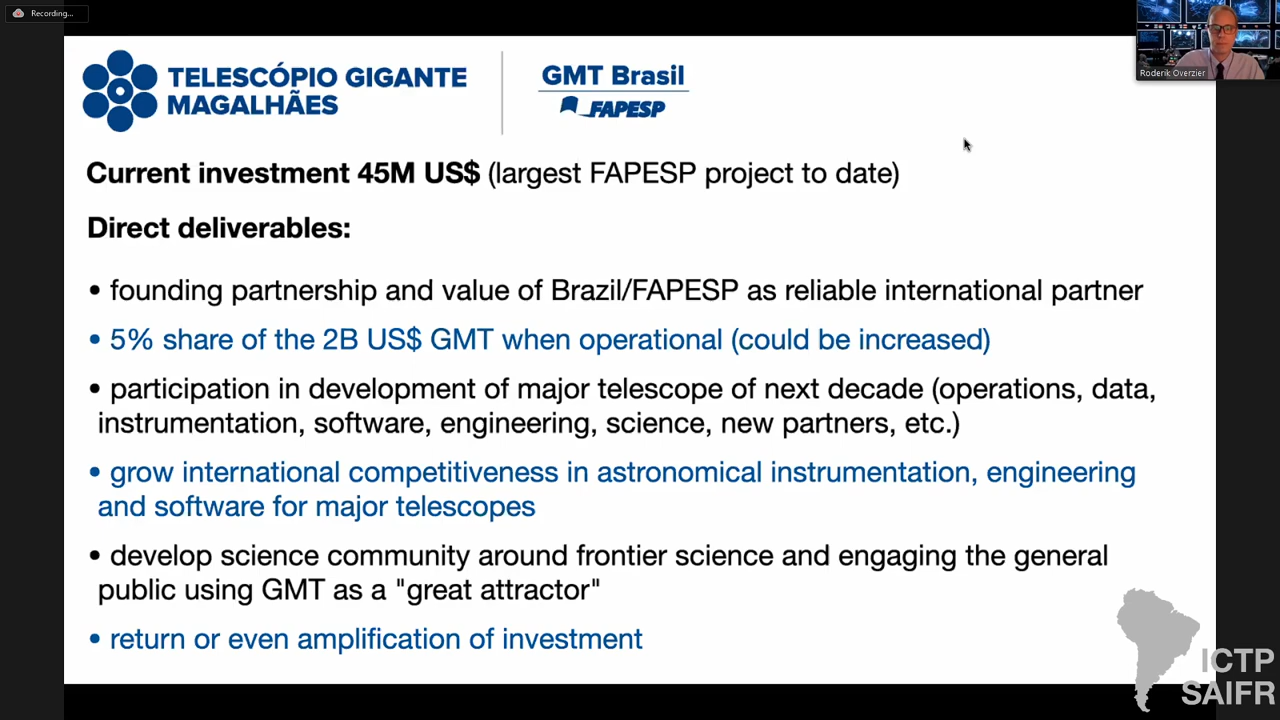 Recording...
Roderik Overzier
TELESCÓPIO GIGANTE
MAGALHÃES
GMT Brasil
FAPESP
Current investment 45M US$ (largest FAPESP project to date)
Direct deliverables:
• founding partnership and value of Brazil/FAPESP as reliable international partner
• 5% share of the 2B US$ GMT when operational (could be increased)
• participation in development of major telescope of next decade (operations, data,
instrumentation, software, engineering, science, new partners, etc.)
• grow international competitiveness in astronomical instrumentation, engineering
and software for major telescopes
• develop science community around frontier science and engaging the general
public using GMT as a "great attractor"
• return or even amplification of investment
ICTP
SAIFR